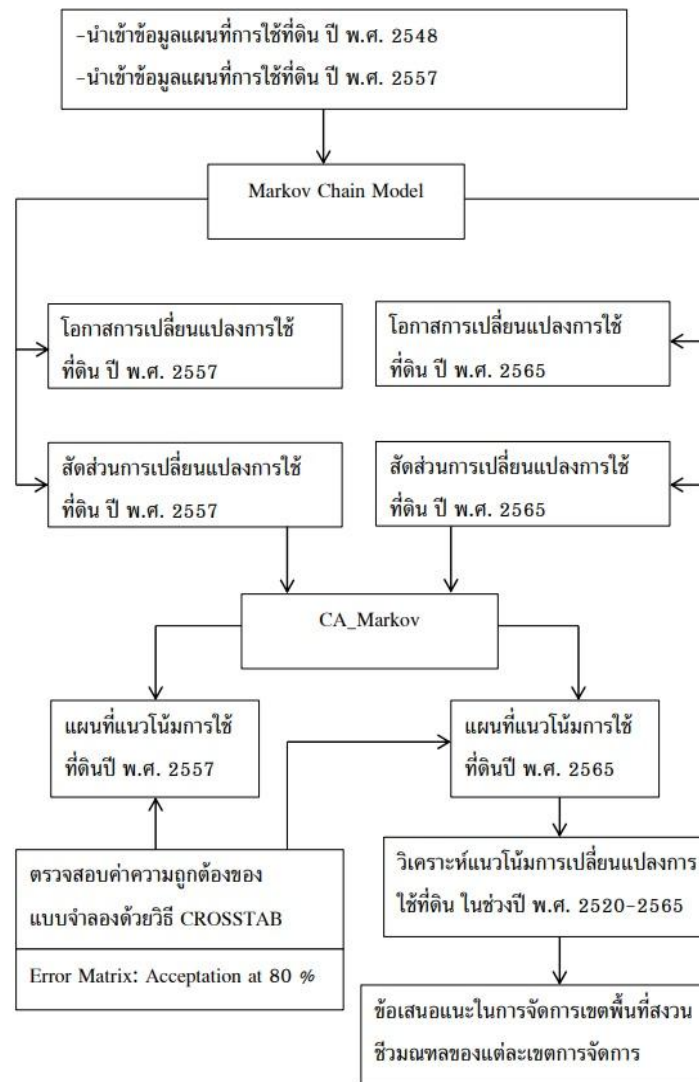 -นำเข้าข้อมูลแผนที่การใช้ที่ดิน ปี พ.ศ. 2548
-นำเข้าข้อมูลแผนที่การใช้ที่ดิน ปี พ.ศ. 2557
Markov Chain Model
โอกาสการเปลี่ยนแปลงการใช้
ที่ดิน ปี พ.ศ. 2557
โอกาสการเปลี่ยนแปลงการใช้
ที่ดิน ปี พ.ศ. 2565
สัดส่วนการเปลี่ยนแปลงการใช้
ที่ดิน ปี พ.ศ. 2557
สัดส่วนการเปลี่ยนแปลงการใช้
ที่ดิน ปี พ.ศ. 2565
CA_Markov
แผนที่แนวโน้มการใช้
ที่ดินปี พ.ศ. 2557
แผนที่แนวโน้มการใช้
ที่ดินปี พ.ศ. 2565
ตรวจสอบค่าความถูกต้องของ
แบบจำลองด้วยวิธี CROSSTAB
Error Matrix: Acceptation at 80 %
วิเคราะห์แนวโน้มการเปลี่ยนแปลงการ
ใช้ที่ดิน ในช่วงปี พ.ศ. 2520-2565
ข้อเสนอแนะในการจัดการเขตพื้นที่สงวน
ชีวมณฑลของแต่ละเขตการจัดการ